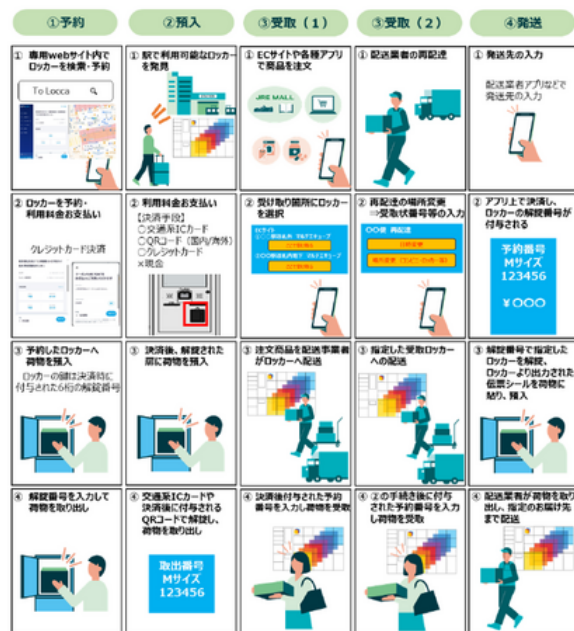 ①予約
②預入
③受取（1）
③受取（2）
④発送
① 専用webサイト内で
ロッカーを検索・予約
To Locca
① 駅で利用可能なロッカー
を発見
① ECサイトや各種アプリ
で商品を注文
JRE MALL
① 配送業者の再配達
① 発送先の入力
配送業者アプリなどで
発送先の入力
② ロッカーを予約・
利用料金お支払い
クレジットカード決済
② 利用料金お支払い
【決済手段】
○交通系ICカード
○QRコード（国内/海外）
○クレジットカード
×現金
② 受け取り箇所にロッカー
を選択
ECサイト
② 再配達の場所変更
⇒受取状番号等の入力
〇〇便 再配達
日時変更
② アプリ上で決済し、
ロッカーの解錠番号が
付与される
予約番号
Mサイズ
123456
￥〇〇〇
③ 予約したロッカーへ
荷物を預入
ロッカーの鍵は決済時に
付与された6桁の解錠番号
③ 決済後、解錠された
扉に荷物を預入
③ 注文商品を配送事業者
がロッカーへ配送
③ 指定した受取ロッカー
への配送
③ 解錠番号で指定した
ロッカーを解錠、
ロッカーより出力された
伝票シールを荷物に
貼り、預入
④ 解錠番号を入力して
荷物を取出し
④ 交通系ICカードや
決済後に付与される
QRコードで解錠し、
荷物を取出し
取出番号
Mサイズ
123456
④ 決済後付与された予約
番号を入力し荷物を受取
④ ②の手続き後に付与
された予約番号を入力
し荷物を受取
④ 配送業者が荷物を取り
出し、指定のお届け先
まで配送